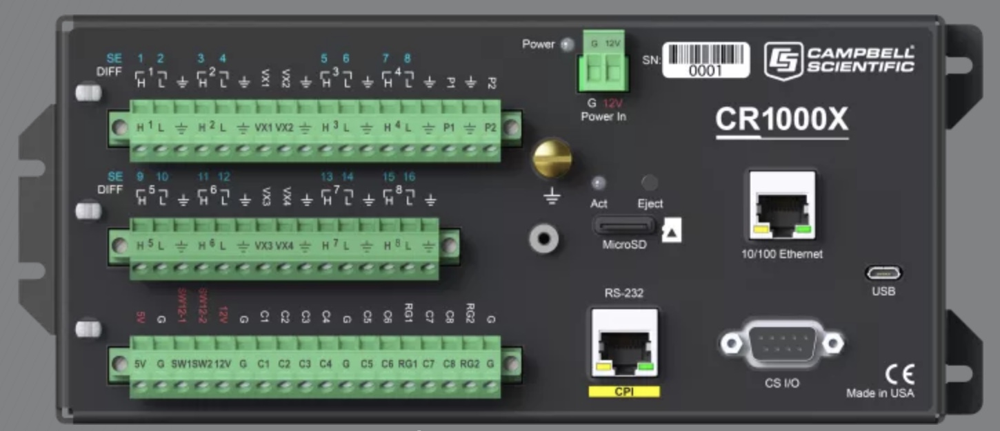 Power
G 12V
SN:
0001
CAMPBELL
SCIENTIFIC
G 12V
Power In
CR1000X
SE 1 2 3 4 5 6 7 8
DIFF 1 2 VX1 VX2 3 4 P1 P2
H L H L H L H L
H 1 L H 2 L VX1 VX2 H 3 L H 4 L P1 P2
SE 9 10 11 12 13 14 15 16
DIFF 5 6 VX3 VX4 7 8
H L H L H L H L
H 5 L H 6 L VX3 VX4 H 7 L H 8 L
Act Eject
MicroSD
10/100 Ethernet
USB
5V G SW12-1 SW12-2 12V G C1 C2 C3 C4 G C5 C6 RG1 C7 C8 RG2 G
5V G SW1 SW2 12V G C1 C2 C3 C4 G C5 C6 RG1 C7 C8 RG2 G
RS-232
CPI
CS I/O
CE
Made in USA